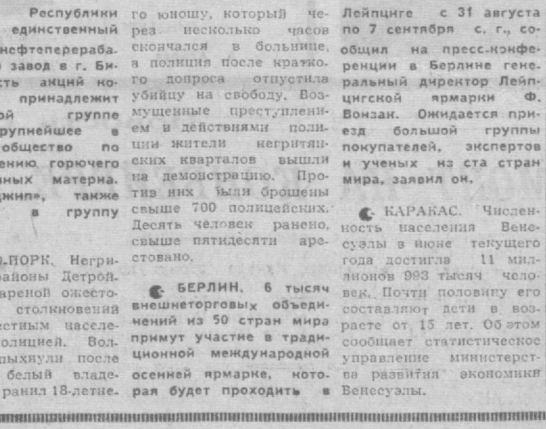 Республики
единственный
нефтеперераба-
завод в г. Би-
сть акций ко-
принадлежит
ой группе
рупнейшее в
общество по
ению горючего
ных материа.
джип», также
в группу
О-ПОРК. Негри-
районы Детрой-
ареной ожесто-
столкновений
естным населе-
олицией. Вол-
пыхнули после
белый владе-
ранил 18-летне-
го юношу, который че-
рез несколько часов
скончался в больнице,
а полиция после кратко-
го допроса отпустила
убийцу на свободу. Воз-
мущенные преступлени-
ем и действиями поли-
ции жители негритян-
ских кварталов вышли
на демонстрацию. Про-
тив них были брошены
свыше 700 полицейских.
Десять человек ранено,
свыше пятидесяти аре-
стовано.
БЕРЛИН. 6 тысяч
внешнеторговых объеди-
нений из 50 стран мира
примут участие в тради-
ционной международной
осенней ярмарке, кото-
рая будет проходить в
Лейпциге с 31 августа
по 7 сентября с. г., со-
общил на пресс-конфе-
ренции в Берлине гене-
ральный директор Лейп-
цигской ярмарки Ф.
Вонзан. Ожидается при-
езд большой группы
покупателей, экспертов
и ученых из ста стран
мира, заявил он.
КАРАКАС. Числен-
ность населения Вене-
суэлы в июне текущего
года достигла 11 мил-
лионов 993 тысяч чело-
век. Почти половину его
составляют дети в воз-
расте от 15 лет. Об этом
сообщает статистическое
управление министерст-
ва развития экономики
Венесуэлы.